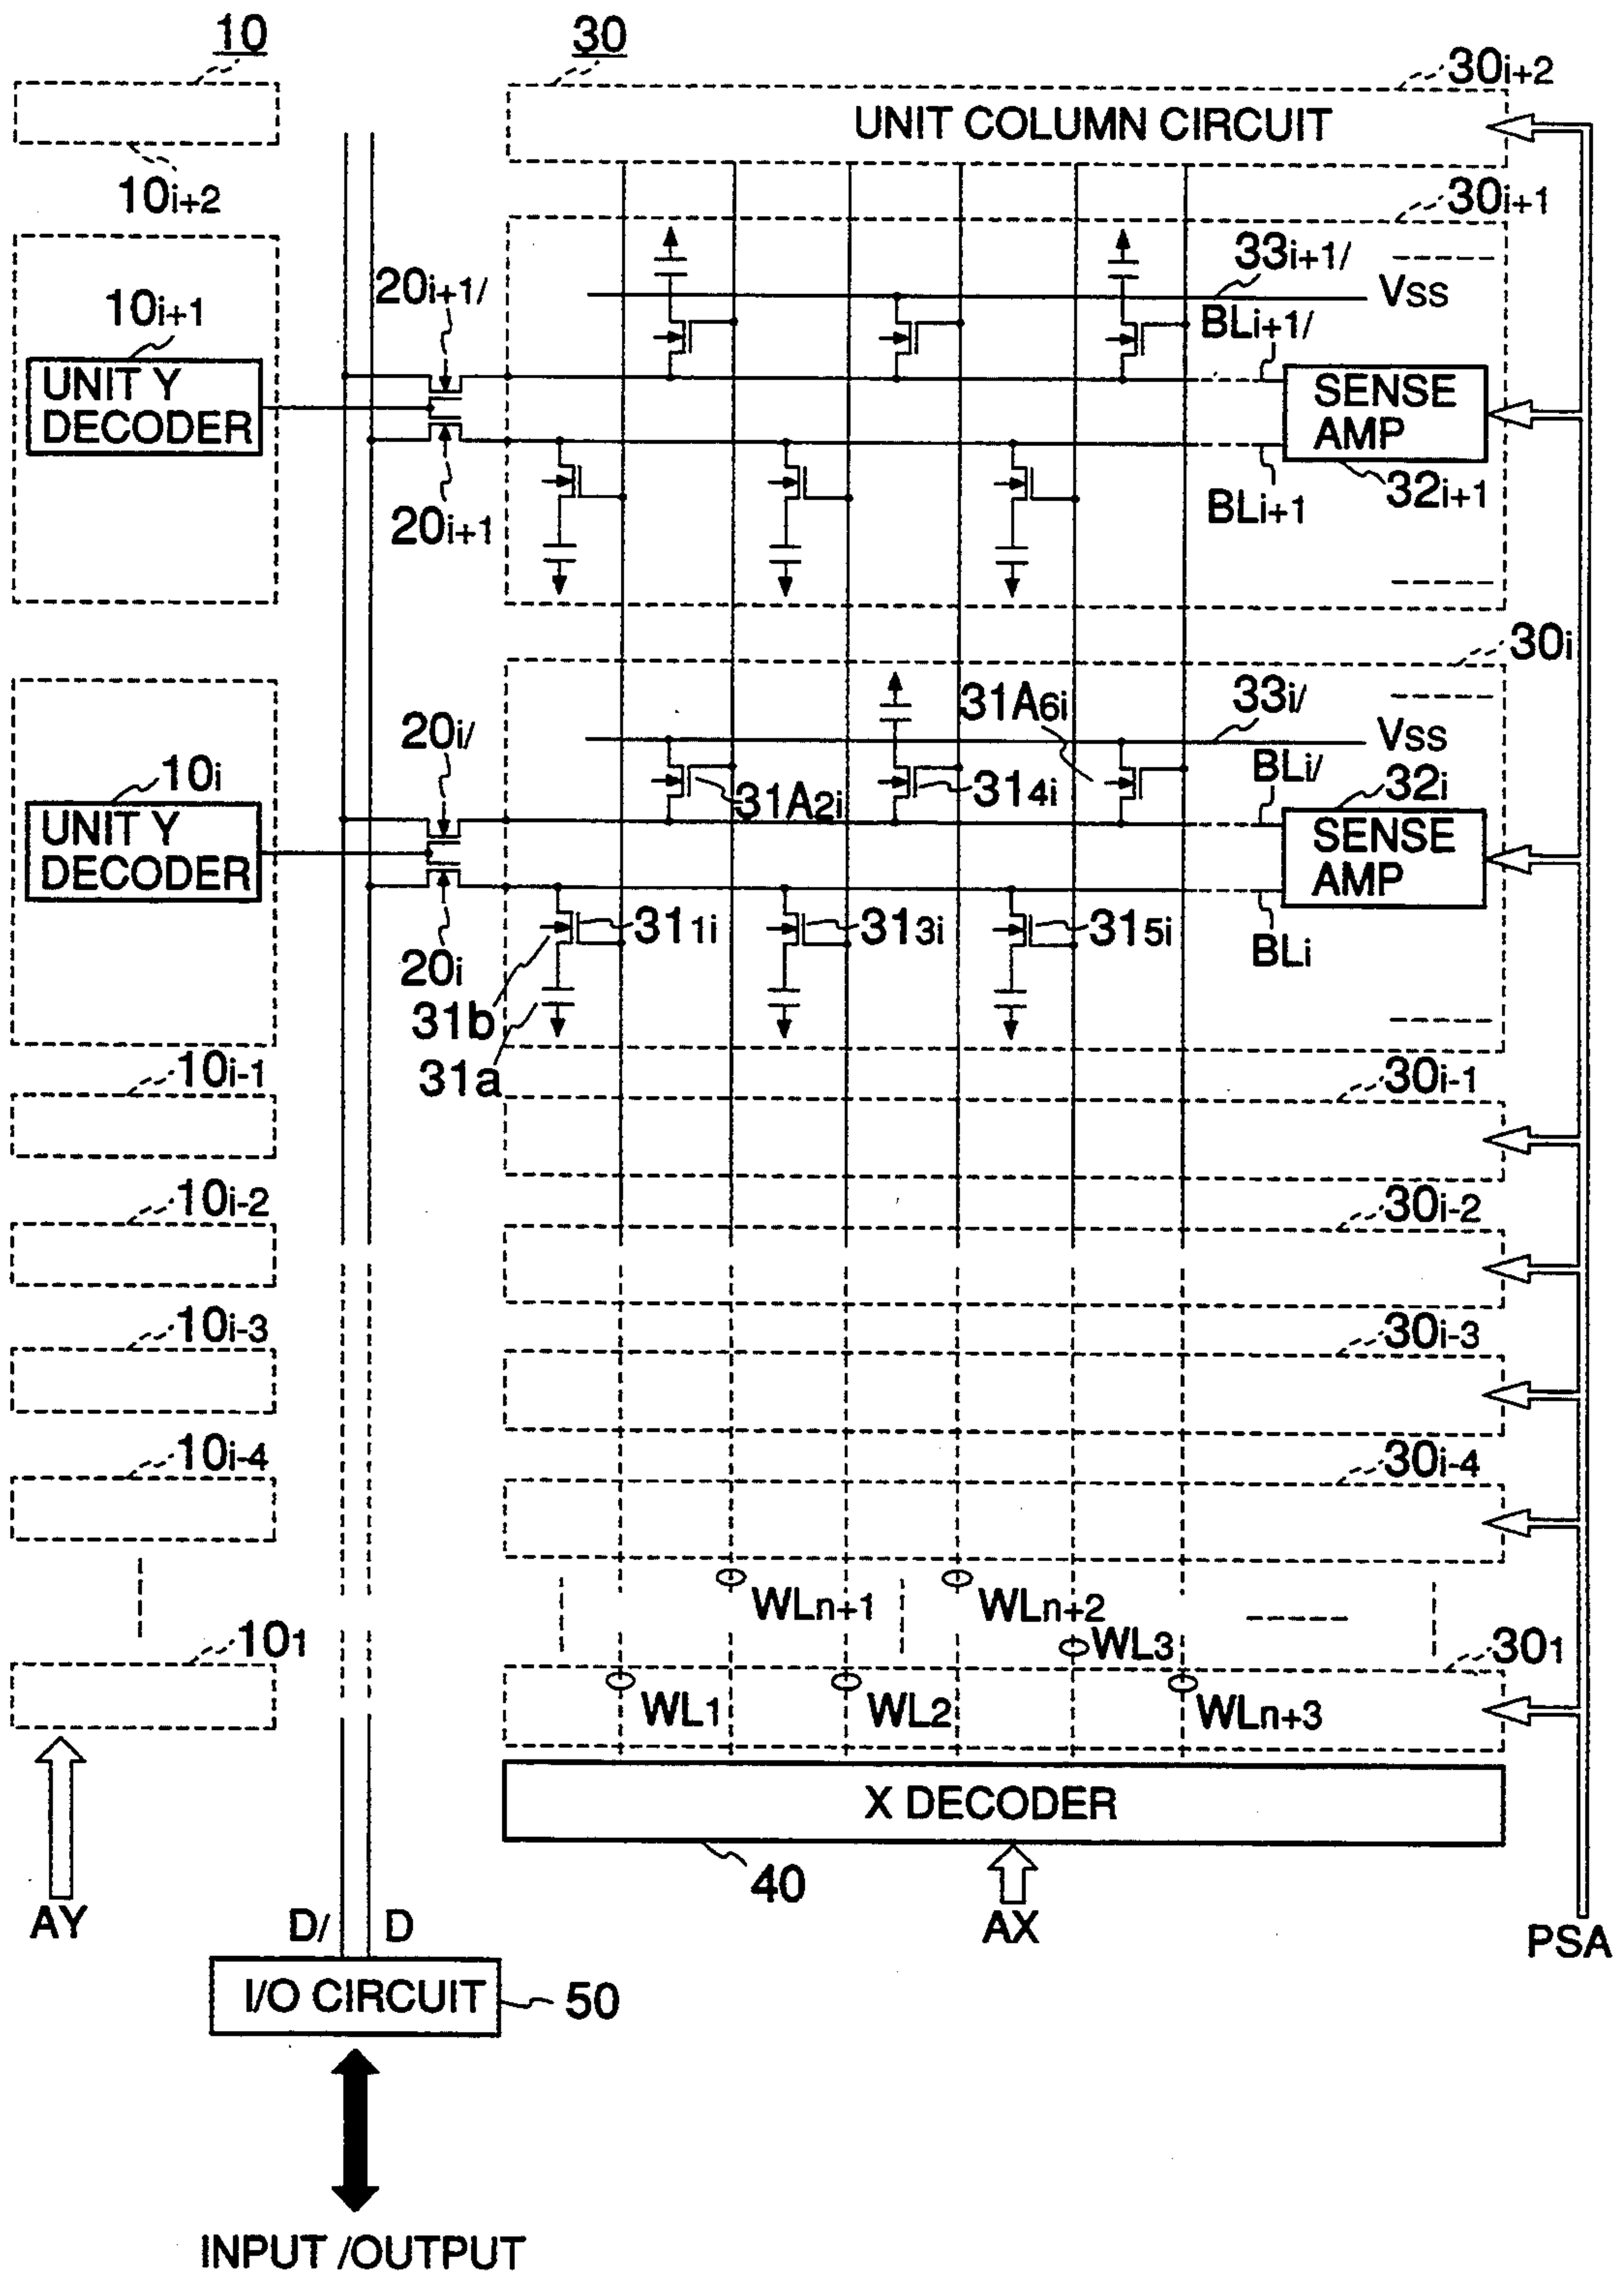 10
30
30i+2
UNIT COLUMN CIRCUIT
10i+2
30i+1
33i+1/
VSS
20i+1/
10i+1
BLi+1/
UNIT Y
DECODER
SENSE
AMP
32i+1
BLi+1
20i+1
30i
31A6i
33i/
VSS
20i/
BLi/
10i
32i
31A2i
314i
UNIT Y
DECODER
SENSE
AMP
311i
313i
315i
BLi
20i
31b
31a
10i-1
30i-1
10i-2
30i-2
10i-3
30i-3
10i-4
30i-4
WLn+1
WLn+2
WL3
101
301
WL1
WL2
WLn+3
X DECODER
40
AY
D/
D
AX
PSA
I/O CIRCUIT
50
INPUT /OUTPUT